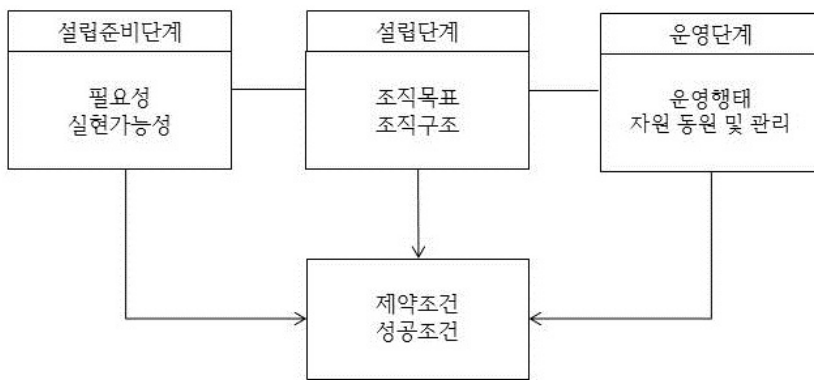 설립준비단계
필요성
실현가능성
설립단계
조직목표
조직구조
운영단계
운영행태
자원 동원 및 관리
제약조건
성공조건